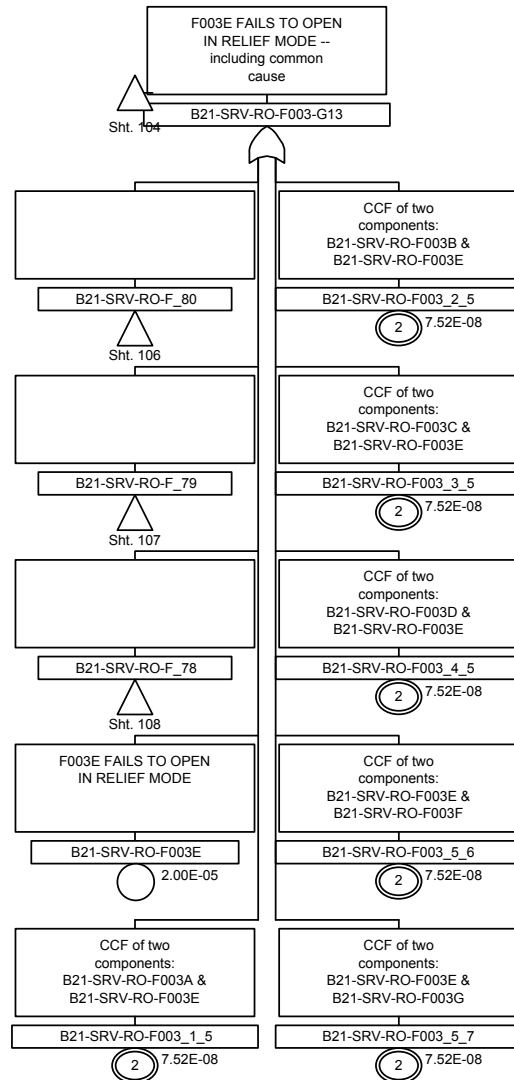 F003E FAILS TO OPEN
IN RELIEF MODE --
including common
cause
B21-SRV-RO-F003-G13
Sht. 104
B21-SRV-RO-F_80
Sht. 106
B21-SRV-RO-F_79
Sht. 107
B21-SRV-RO-F_78
Sht. 108
F003E FAILS TO OPEN
IN RELIEF MODE
B21-SRV-RO-F003E
2.00E-05
CCF of two
components:
B21-SRV-RO-F003A &
B21-SRV-RO-F003E
B21-SRV-RO-F003_1_5
2 7.52E-08
CCF of two
components:
B21-SRV-RO-F003B &
B21-SRV-RO-F003E
B21-SRV-RO-F003_2_5
2 7.52E-08
CCF of two
components:
B21-SRV-RO-F003C &
B21-SRV-RO-F003E
B21-SRV-RO-F003_3_5
2 7.52E-08
CCF of two
components:
B21-SRV-RO-F003D &
B21-SRV-RO-F003E
B21-SRV-RO-F003_4_5
2 7.52E-08
CCF of two
components:
B21-SRV-RO-F003E &
B21-SRV-RO-F003F
B21-SRV-RO-F003_5_6
2 7.52E-08
CCF of two
components:
B21-SRV-RO-F003E &
B21-SRV-RO-F003G
B21-SRV-RO-F003_5_7
2 7.52E-08